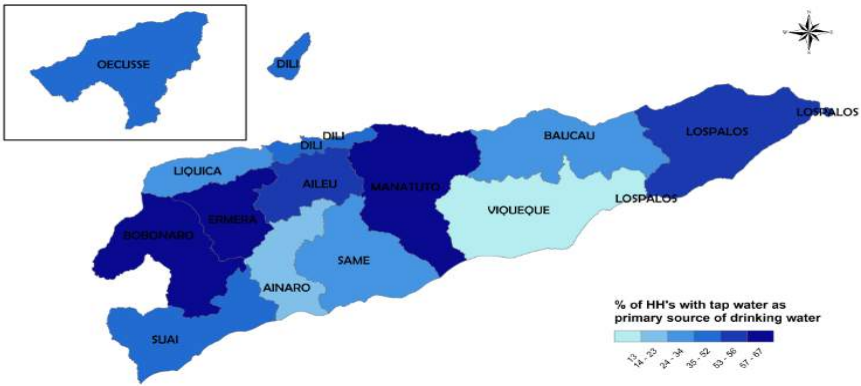 OECUSSE
DILI
LOSPALOS
DILI
BAUCAU
LOSPALOS
DILI
LIQUICA
AILEU
MANATUTO
LOSPALOS
VIQUEQUE
ERMERA
BOBONARO
SAME
AINARO
SUAI
% of HH's with tap water as
primary source of drinking water
13
14 - 23
24 - 34
35 - 52
53 - 56
57 - 67